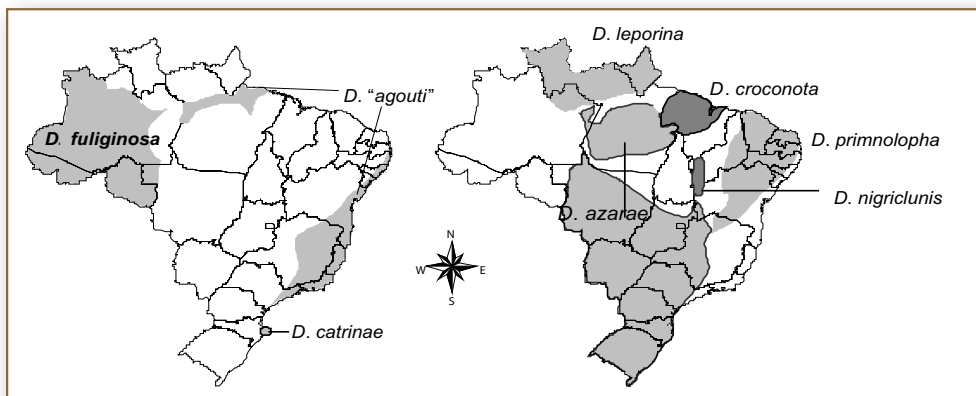 D. leporina
D. "agouti"
D. croconota
D. fuliginosa
D. primnolopha
D. nigriclunis
D. azarae
N
W E
S
D. catrinae